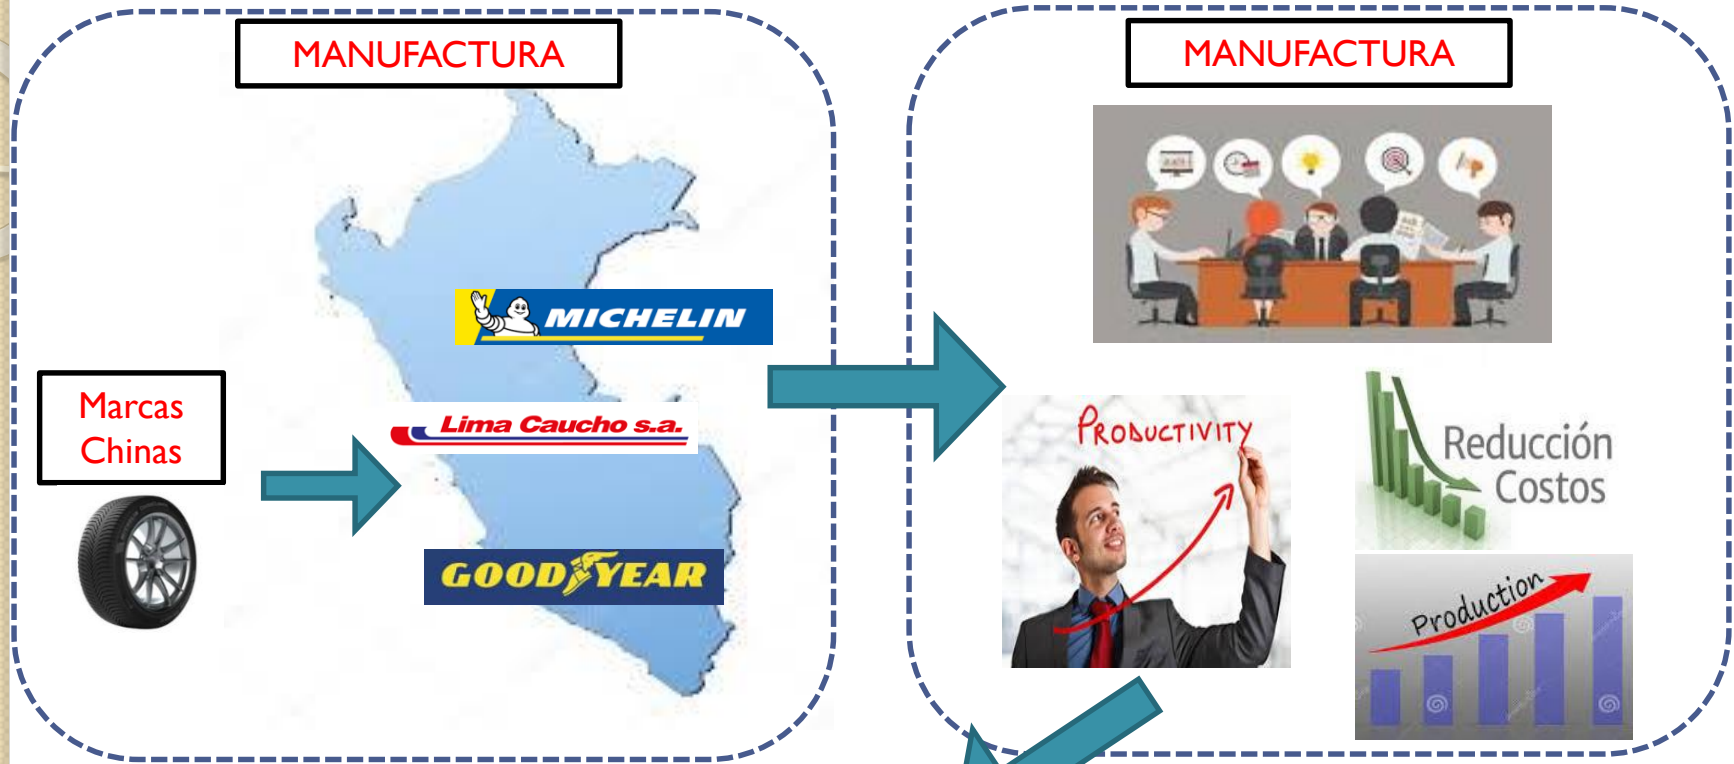 MANUFACTURA
MICHELIN
Marcas
Chinas
Lima Caucho s.a.
GOODYEAR
MANUFACTURA
PRODUCTIVITY
Reducción
Costos
Production